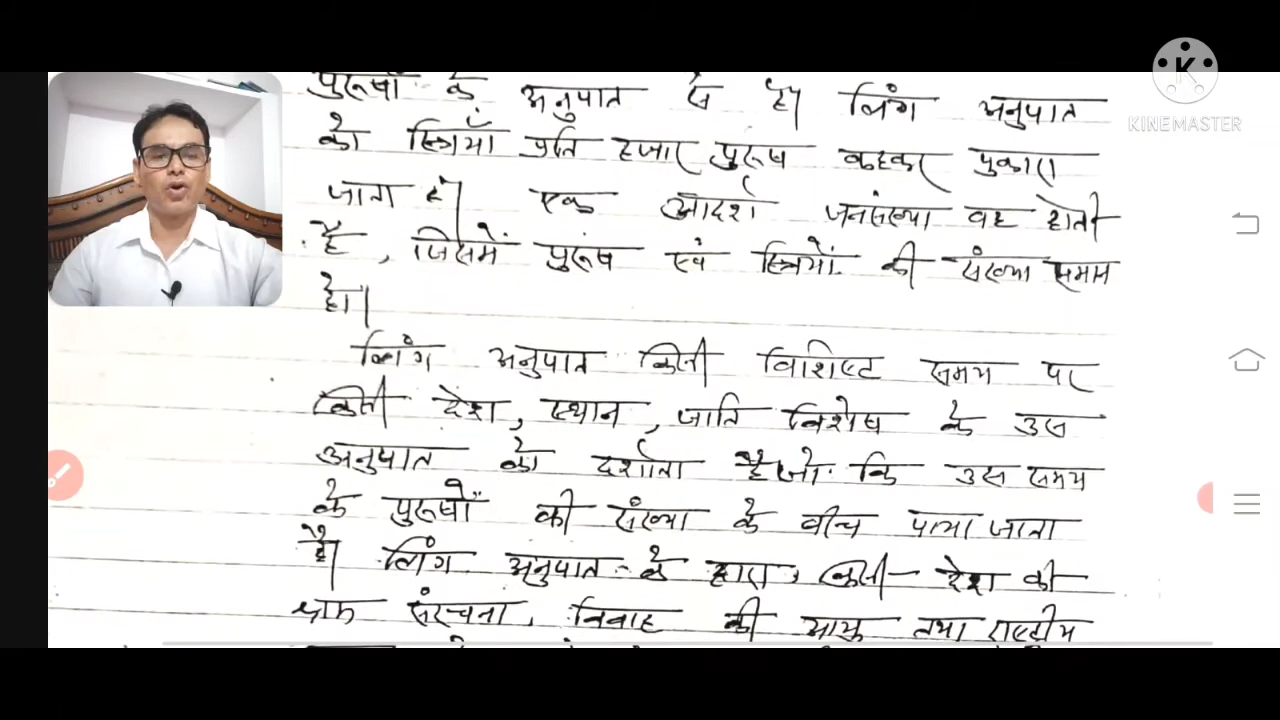 KINEMASTER
पुरूषों के अनुपात से है। लिंग अनुपात
को स्त्रियाँ प्रति हजार पुरूष कहकर पुकारा
जाता है। एक आदर्श जनसंख्या वह होती
है, जिसमें पुरूष एवं स्त्रियों की संख्या समान
हो।
लिंग अनुपात किसी विशिष्ट समय पर
किसी देश, स्थान, जाति विशेष के उस
अनुपात को दर्शाता है जो कि उस समय
के पुरूषों की संख्या के बीच पाया जाता
है। लिंग अनुपात के द्वारा, किसी देश की
श्रम संरचना, विवाह की आयु तथा राष्ट्रीय